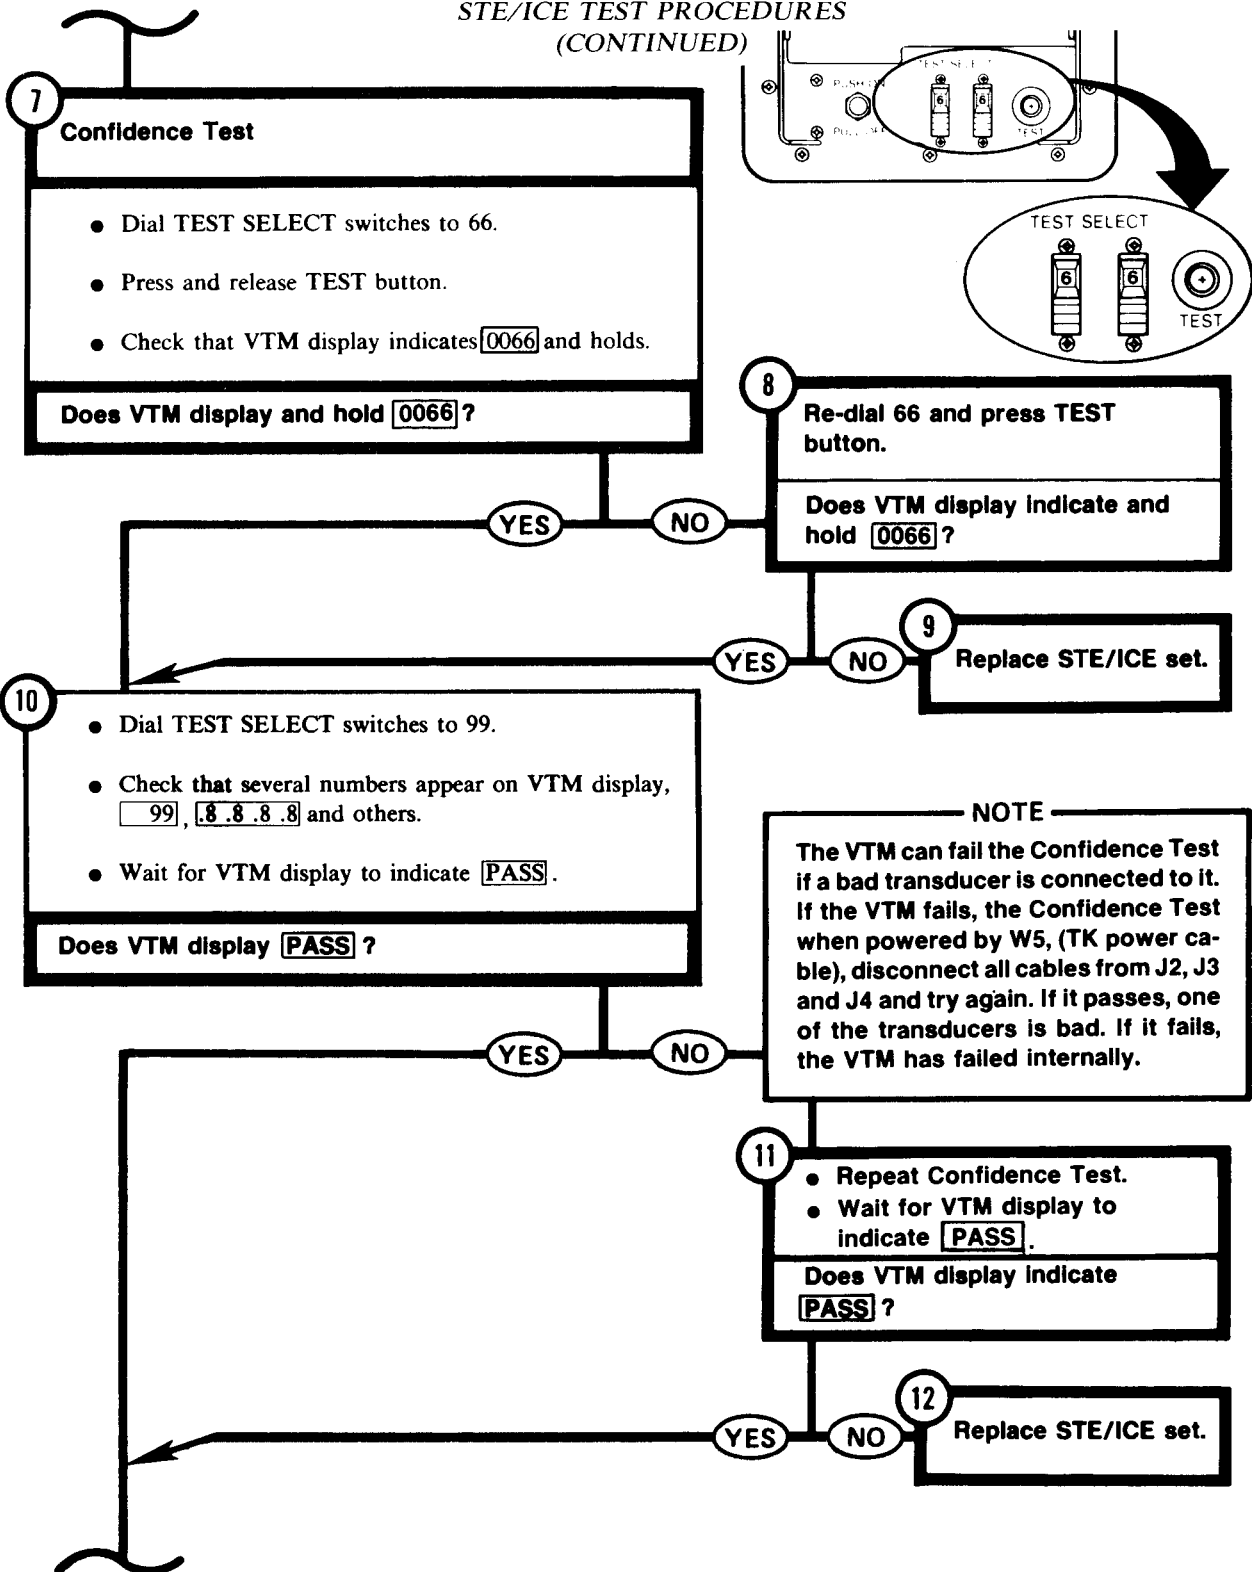 STE/ICE TEST PROCEDURES
(CONTINUED)
TEST SELECT
PUSH ON
6 6
PULL OFF
TEST
TEST SELECT
6 6
TEST
7
Confidence Test
● Dial TEST SELECT switches to 66.
● Press and release TEST button.
● Check that VTM display indicates 0066 and holds.
Does VTM display and hold 0066 ?
YES NO
8
Re-dial 66 and press TEST
button.
Does VTM display indicate and
hold 0066 ?
YES NO
9
Replace STE/ICE set.
10
● Dial TEST SELECT switches to 99.
● Check that several numbers appear on VTM display,
99 , .8 .8 .8 .8 and others.
● Wait for VTM display to indicate PASS .
Does VTM display PASS ?
YES NO
NOTE
The VTM can fail the Confidence Test
if a bad transducer is connected to it.
If the VTM fails, the Confidence Test
when powered by W5, (TK power ca-
ble), disconnect all cables from J2, J3
and J4 and try again. If it passes, one
of the transducers is bad. If it fails,
the VTM has failed internally.
11
● Repeat Confidence Test.
● Wait for VTM display to
indicate PASS .
Does VTM display indicate
PASS ?
YES NO
12
Replace STE/ICE set.